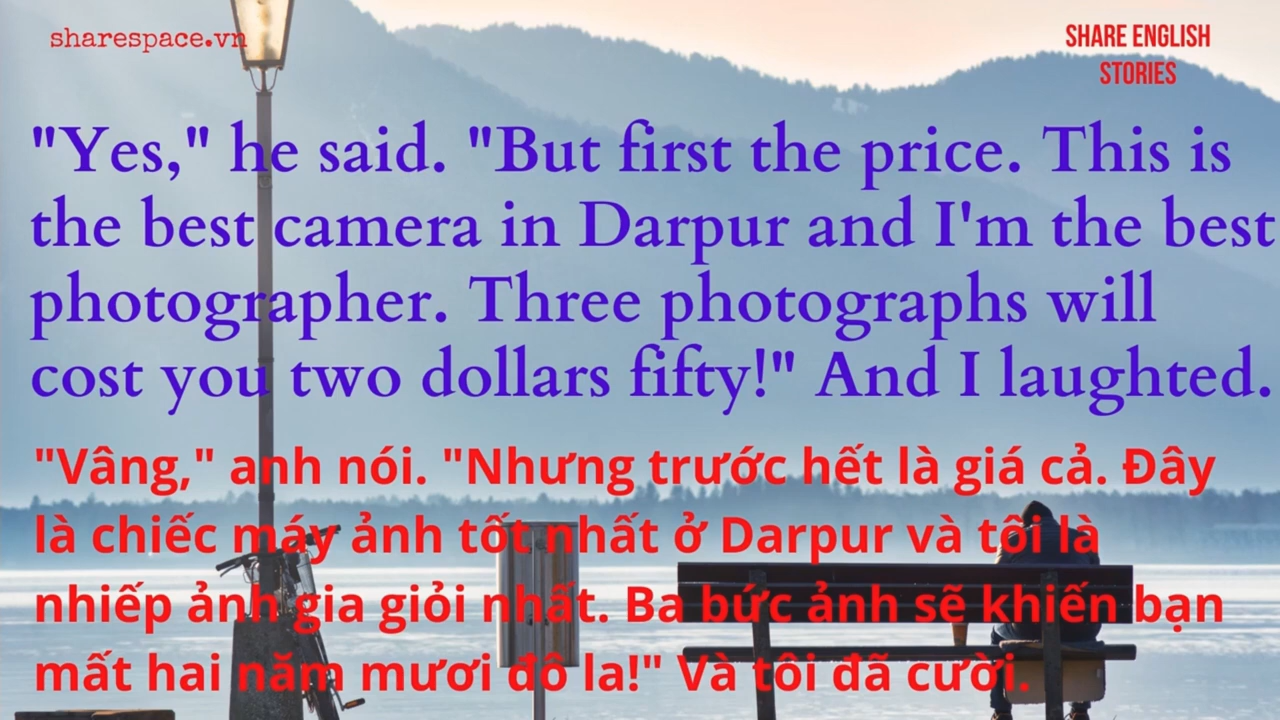 sharespace.vn
SHARE ENGLISH
STORIES
"Yes," he said. "But first the price. This is
the best camera in Darpur and I'm the best
photographer. Three photographs will
cost you two dollars fifty!" And I laughted.
"Vâng," anh nói. "Nhưng trước hết là giá cả. Đây
là chiếc máy ảnh tốt nhất ở Darpur và tôi là
nhiếp ảnh gia giỏi nhất. Ba bức ảnh sẽ khiến bạn
mất hai năm mươi đô la!" Và tôi đã cười.